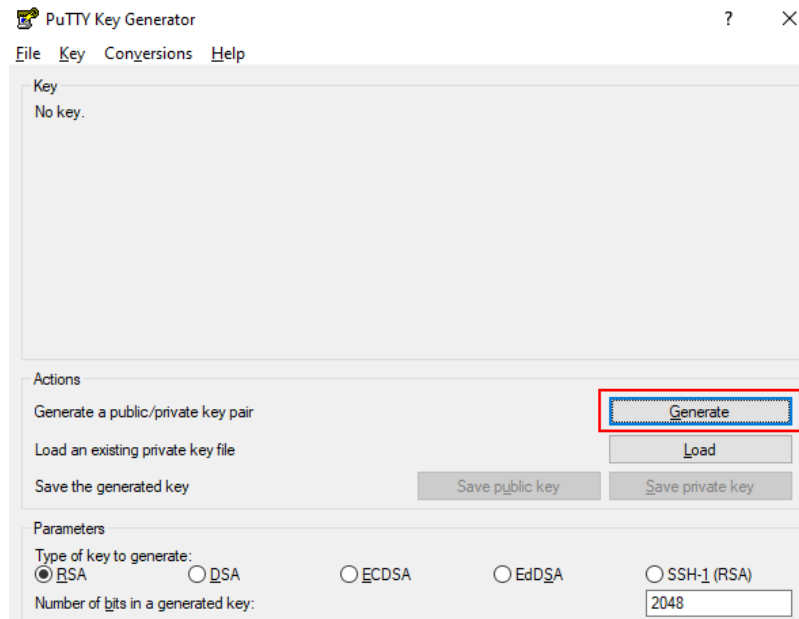 PuTTY Key Generator ?
File Key Conversions Help
Key
No key.
Actions
Generate a public/private key pair Generate
Load an existing private key file Load
Save the generated key Save public key Save private key
Parameters
Type of key to generate:
RSA DSA ECDSA EdDSA SSH-1 (RSA)
Number of bits in a generated key: 2048